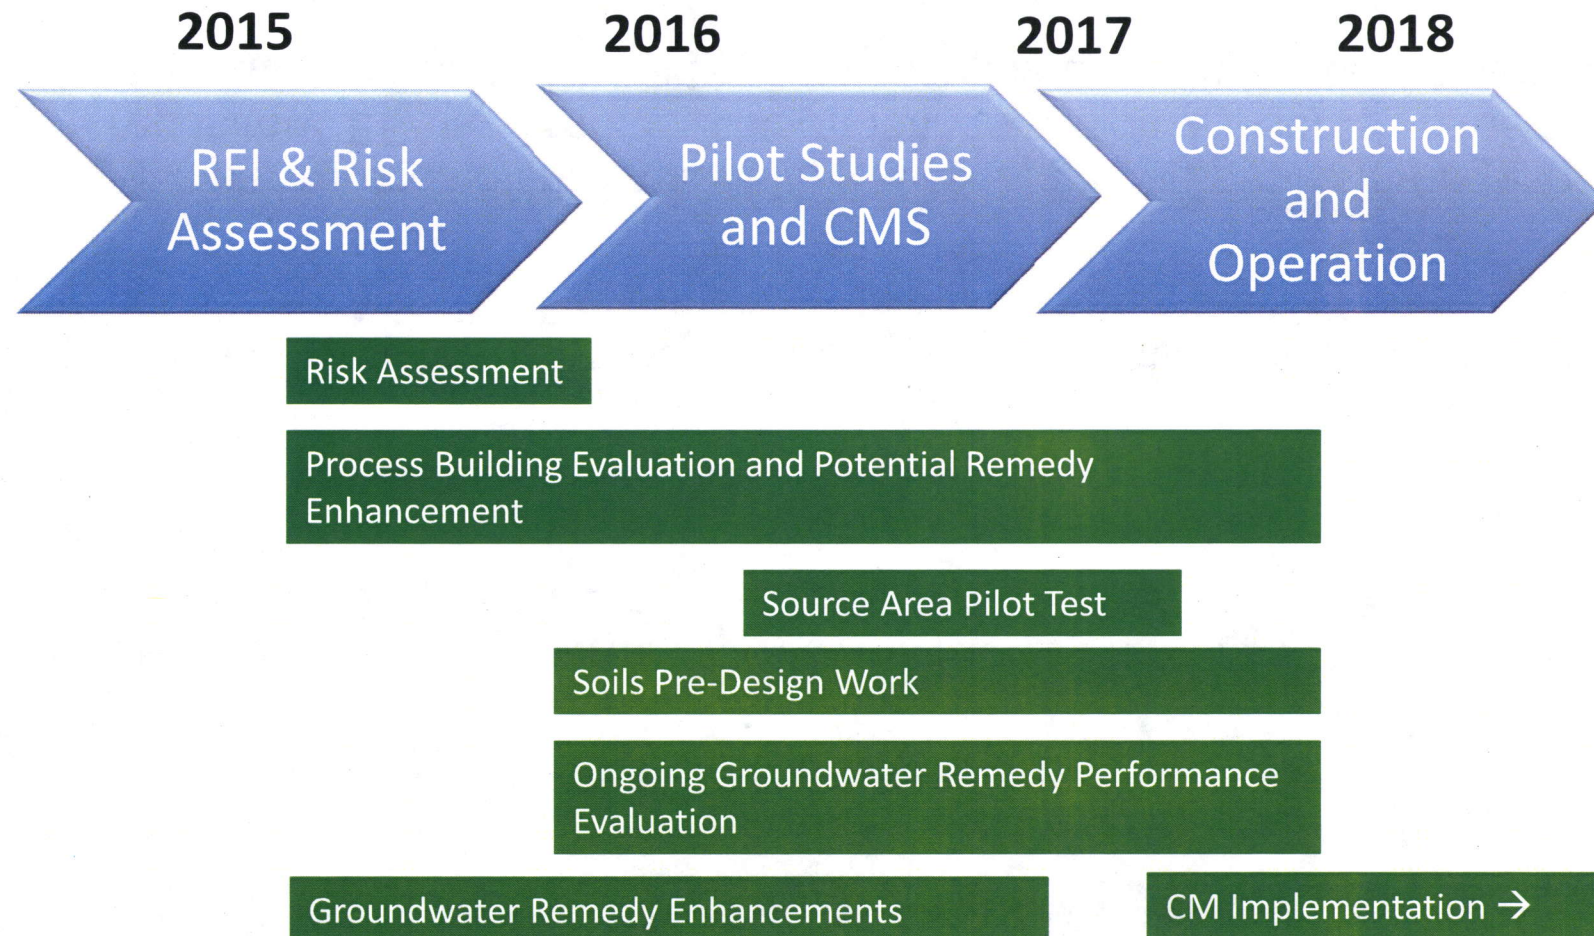 2015 2016 2017 2018
RFI & Risk
Assessment
Pilot Studies
and CMS
Construction
and
Operation
Risk Assessment
Process Building Evaluation and Potential Remedy
Enhancement
Source Area Pilot Test
Soils Pre-Design Work
Ongoing Groundwater Remedy Performance
Evaluation
Groundwater Remedy Enhancements
CM Implementation →